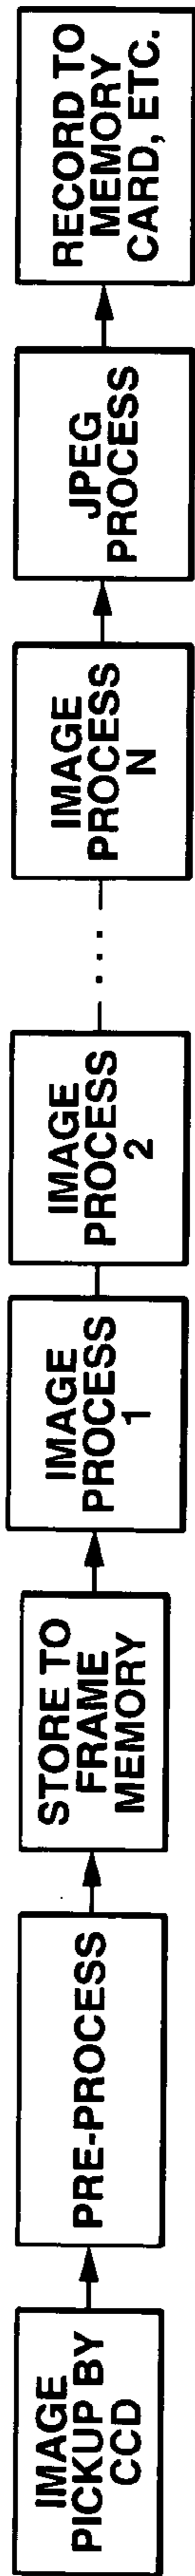 IMAGE
PICKUP BY
CCD
PRE-PROCESS
STORE TO
FRAME
MEMORY
IMAGE
PROCESS
1
IMAGE
PROCESS
2
. . .
IMAGE
PROCESS
N
JPEG
PROCESS
RECORD TO
MEMORY
CARD, ETC.